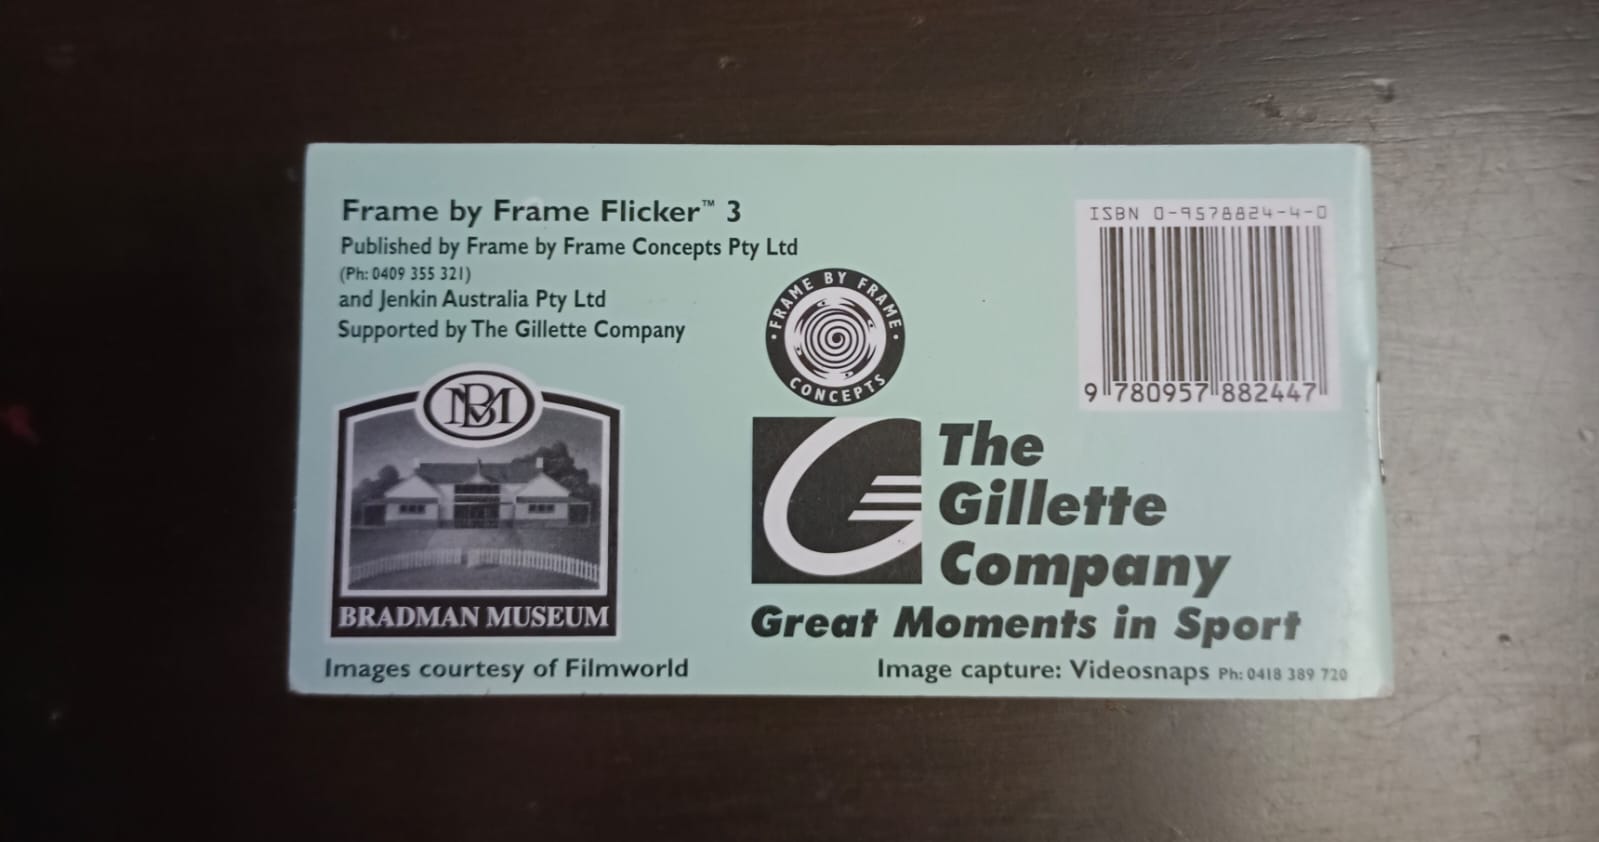 Frame by Frame Flicker™ 3
Published by Frame by Frame Concepts Pty Ltd
(Ph: 0409 355 321)
and Jenkin Australia Pty Ltd
Supported by The Gillette Company
ISBN 0-9578824-4-0
9 780957 882447
• FRAME BY FRAME •
CONCEPTS
BM
BRADMAN MUSEUM
The
Gillette
Company
Great Moments in Sport
Images courtesy of Filmworld
Image capture: Videosnaps Ph: 0418 389 720